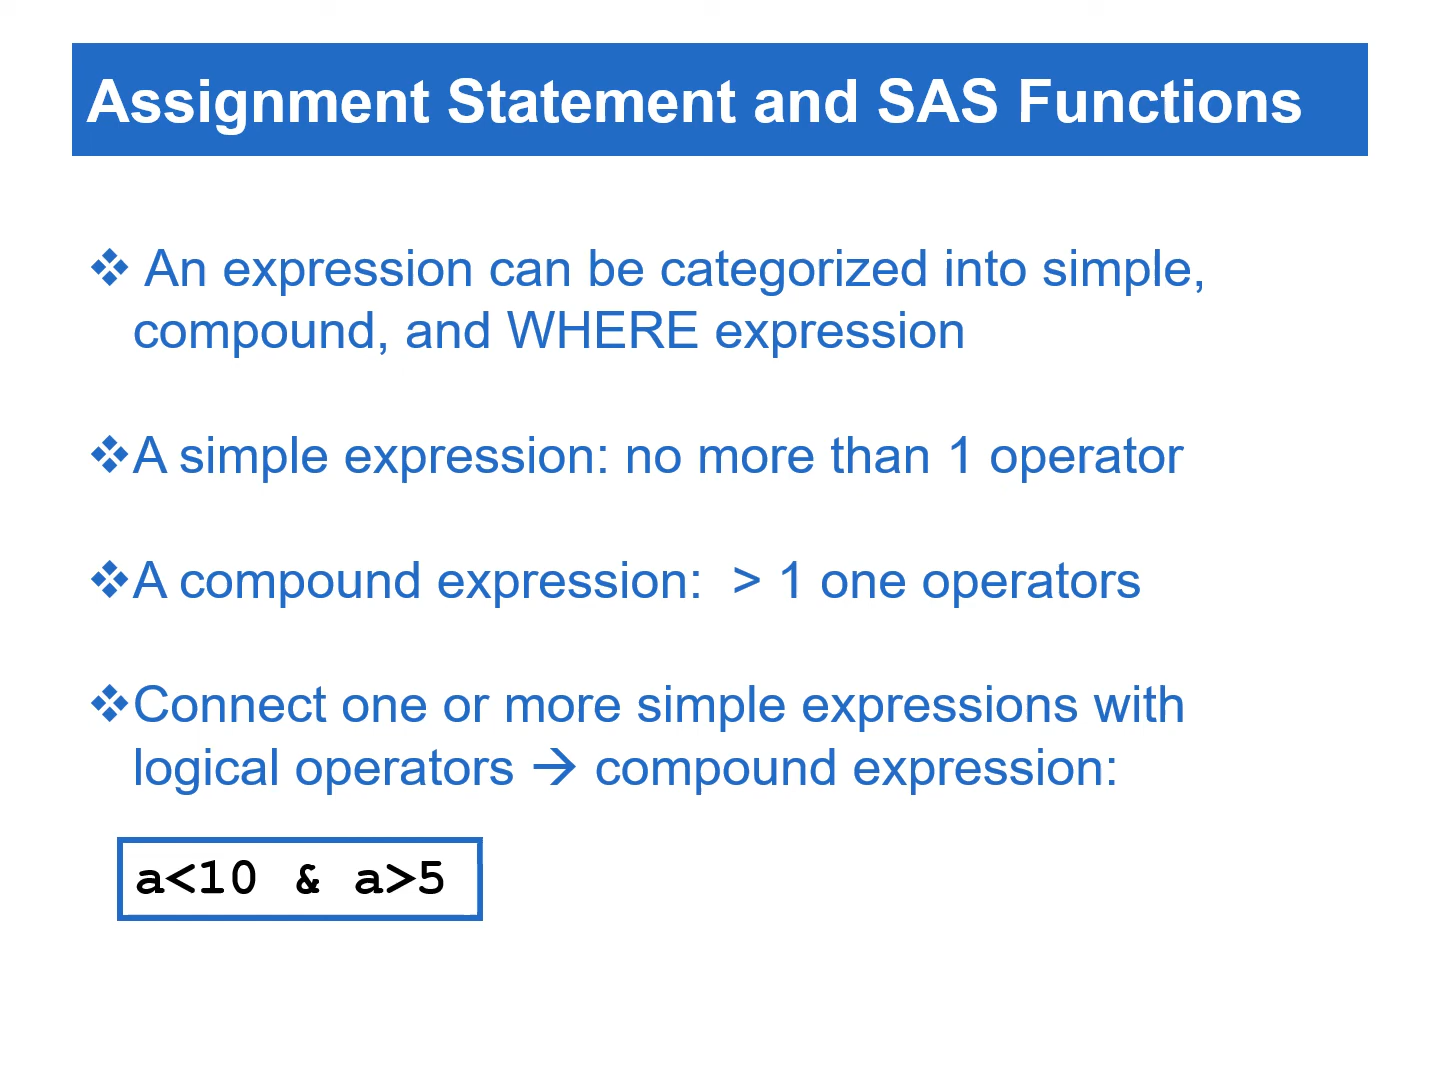 Assignment Statement and SAS Functions
❖ An expression can be categorized into simple,
compound, and WHERE expression
❖A simple expression: no more than 1 operator
❖A compound expression:  > 1 one operators
❖Connect one or more simple expressions with
logical operators → compound expression:
a<10 & a>5